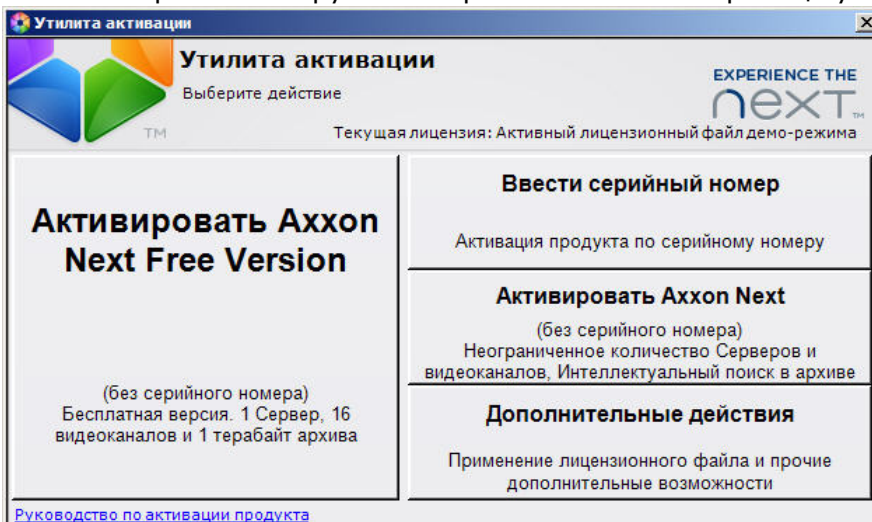 Утилита активации
Утилита активации
Выберите действие
EXPERIENCE THE
next
TM
TM
Текущая лицензия: Активный лицензионный файл демо-режима
Активировать Axxon
Next Free Version
(без серийного номера)
Бесплатная версия. 1 Сервер, 16
видеоканалов и 1 терабайт архива
Ввести серийный номер
Активация продукта по серийному номеру
Активировать Axxon Next
(без серийного номера)
Неограниченное количество Серверов и
видеоканалов, Интеллектуальный поиск в архиве
Дополнительные действия
Применение лицензионного файла и прочие
дополнительные возможности
Руководство по активации продукта